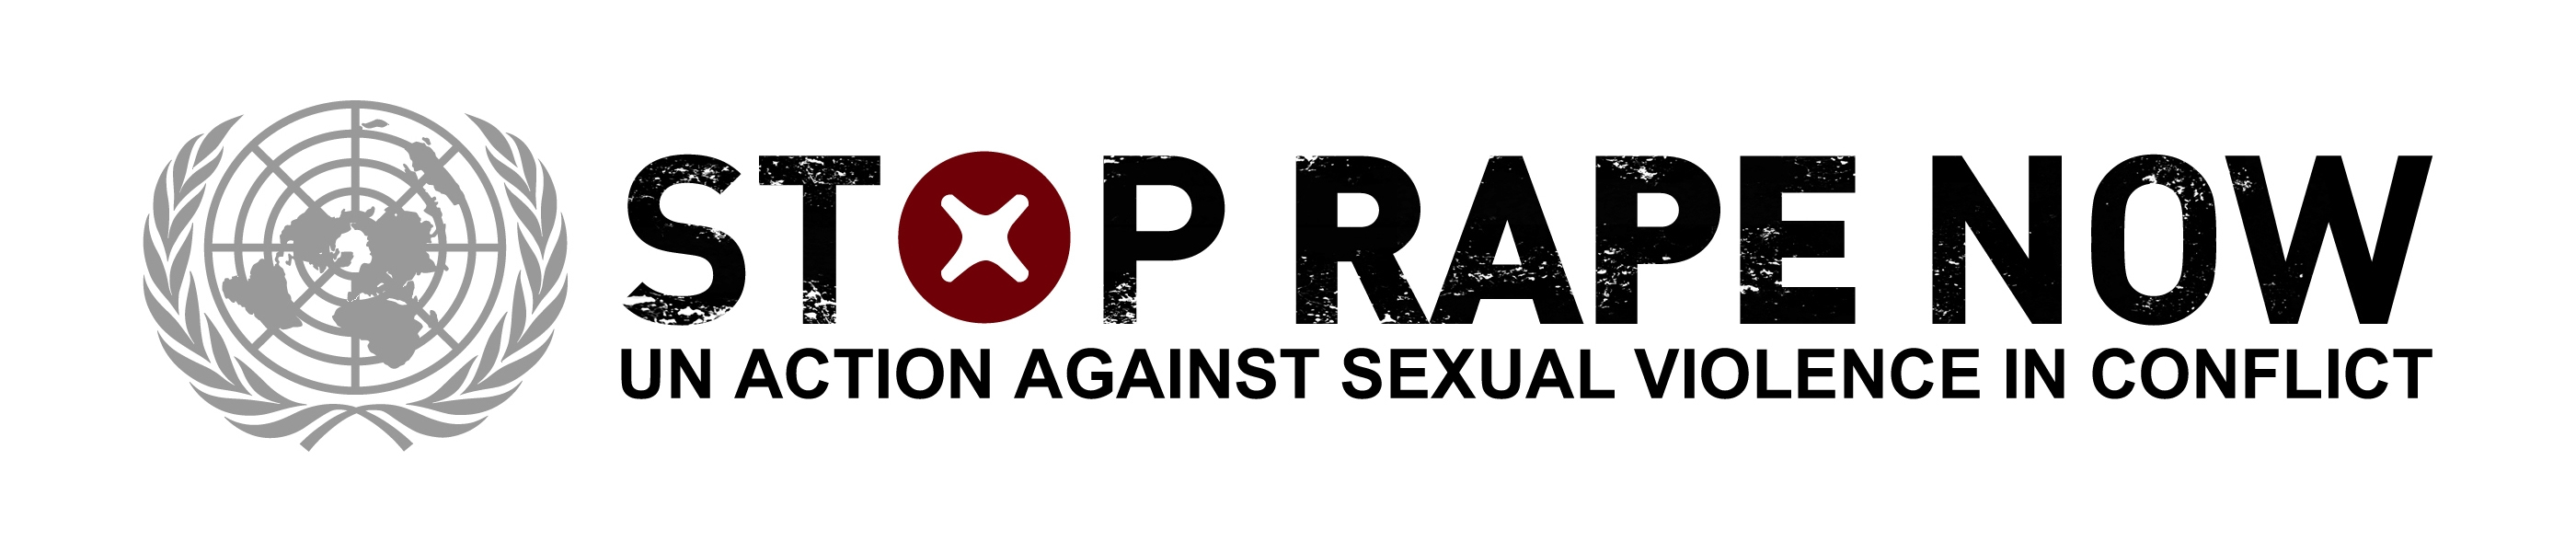 STOP RAPE NOW
UN ACTION AGAINST SEXUAL VIOLENCE IN CONFLICT